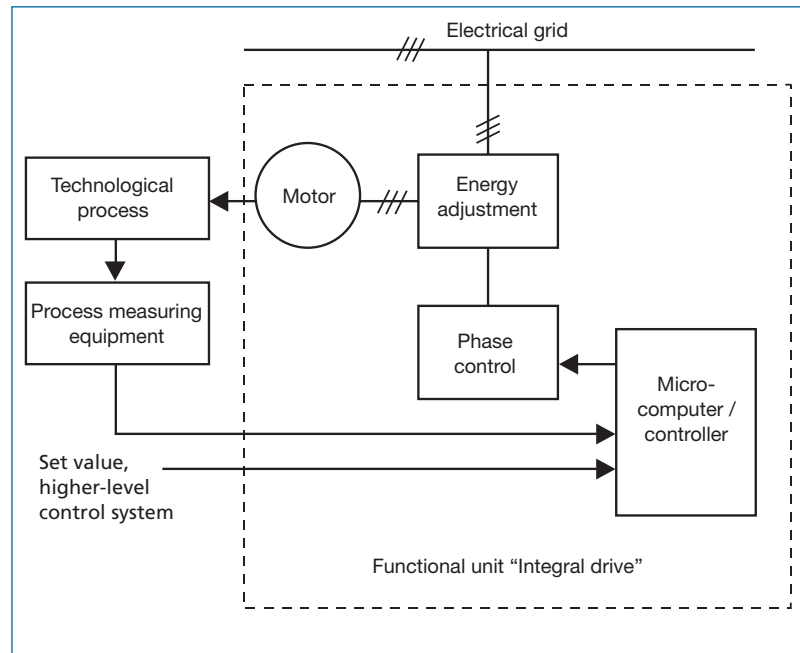 Electrical grid
Technological
process
Motor
Energy
adjustment
Process measuring
equipment
Phase
control
Micro-
computer /
controller
Set value,
higher-level
control system
Functional unit “Integral drive”